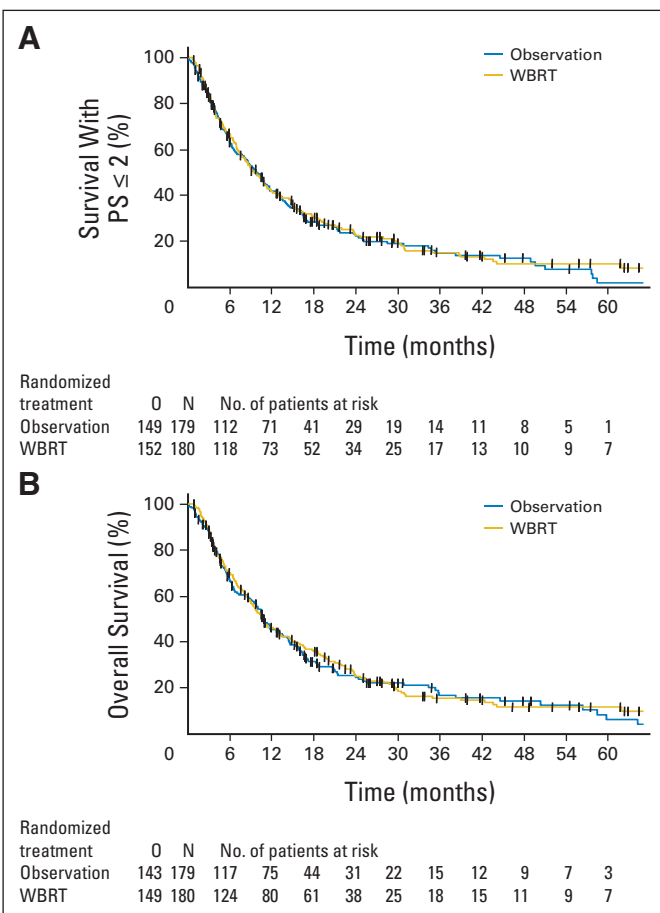 A
100
80
60
40
20
Survival With
PS ≤ 2 (%)
Observation
WBRT
0 6 12 18 24 30 36 42 48 54 60
Time (months)
Randomized
treatment O N No. of patients at risk
Observation 149 179 112 71 41 29 19 14 11 8 5 1
WBRT 152 180 118 73 52 34 25 17 13 10 9 7
B
100
80
60
40
20
Overall Survival (%)
Observation
WBRT
0 6 12 18 24 30 36 42 48 54 60
Time (months)
Randomized
treatment O N No. of patients at risk
Observation 143 179 117 75 44 31 22 15 12 9 7 3
WBRT 149 180 124 80 61 38 25 18 15 11 9 7